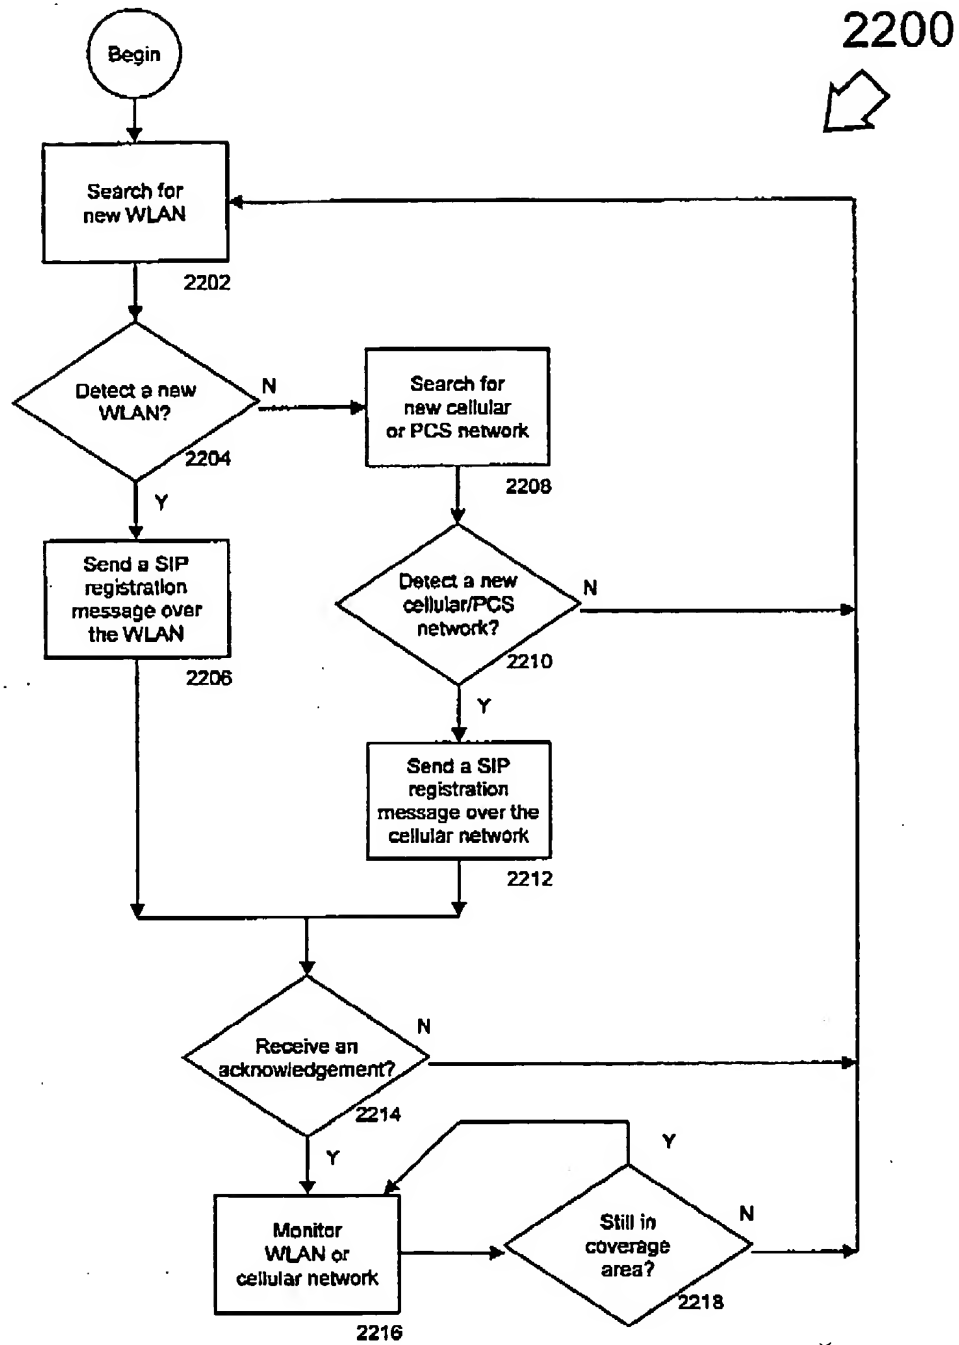 2200
Begin
Search for
new WLAN
2202
Detect a new
WLAN?
N
2204
Y
Search for
new cellular
or PCS network
2208
Send a SIP
registration
message over
the WLAN
2206
Detect a new
cellular/PCS
network?
N
2210
Y
Send a SIP
registration
message over the
cellular network
2212
Receive an
acknowledgement?
N
2214
Y
Monitor
WLAN or
cellular network
2216
Y
Still in
coverage
area?
N
2218